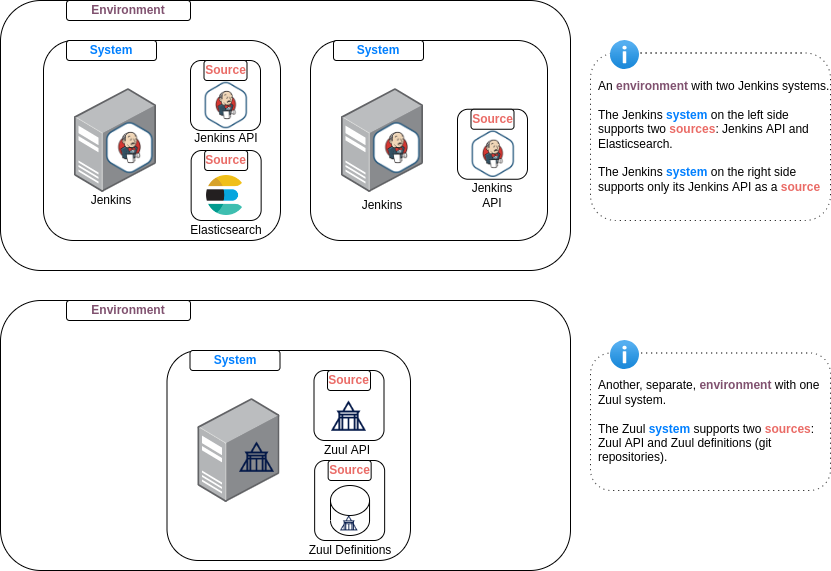 Environment
System
Source
Jenkins API
Source
Elasticsearch
Jenkins
System
Source
Jenkins
API
Jenkins
An environment with two Jenkins systems.
The Jenkins system on the left side
supports two sources: Jenkins API and
Elasticsearch.
The Jenkins system on the right side
supports only its Jenkins API as a source
Environment
System
Source
Zuul API
Source
Zuul Definitions
Another, separate, environment with one
Zuul system.
The Zuul system supports two sources:
Zuul API and Zuul definitions (git
repositories).